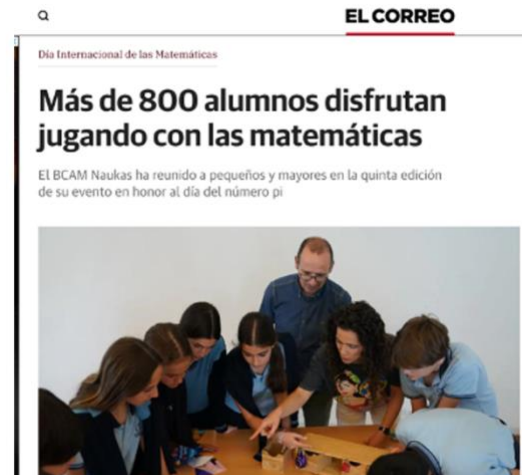 EL CORREO
Día Internacional de las Matemáticas
Más de 800 alumnos disfrutan
jugando con las matemáticas
El BCAM Naukas ha reunido a pequeños y mayores en la quinta edición
de su evento en honor al día del número pi